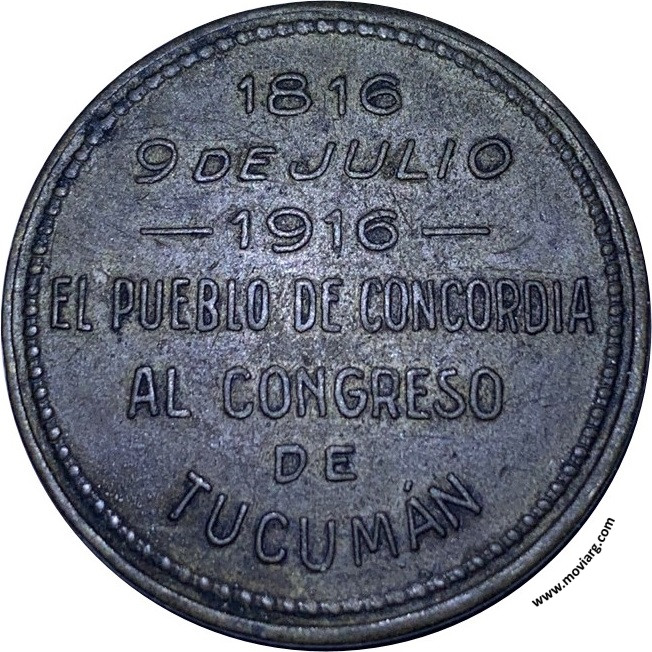 1816
9 DE JULIO
— 1916 —
EL PUEBLO DE CONCORDIA
AL CONGRESO
DE
TUCUMÁN
www.moviarg.com